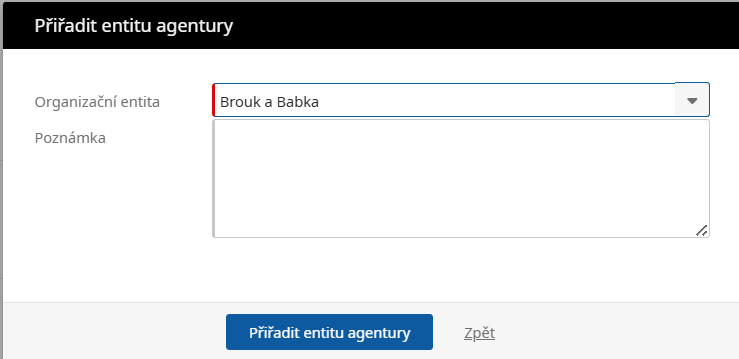 Přiřadit entitu agentury
Organizační entita
Brouk a Babka
Poznámka
Přiřadit entitu agentury
Zpět